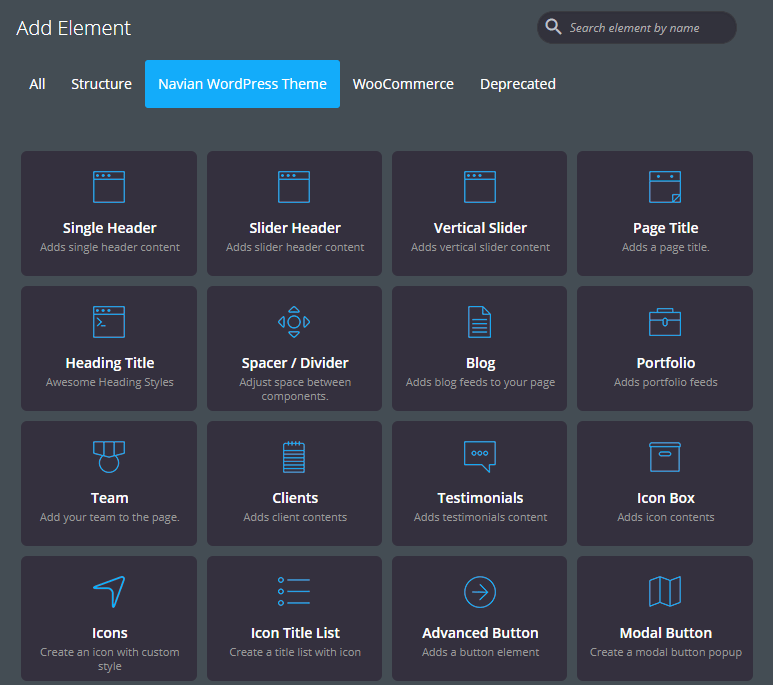 Add Element
Search element by name
All Structure Navian WordPress Theme WooCommerce Deprecated
Single Header Slider Header Vertical Slider Page Title
Adds single header content Adds slider header content Adds vertical slider content Adds a page title.
Heading Title Spacer / Divider Blog Portfolio
Awesome Heading Styles Adjust space between Adds blog feeds to your page Adds portfolio feeds
components.
Team Clients Testimonials Icon Box
Add your team to the page. Adds client contents Adds testimonials content Adds icon contents
Icons Icon Title List Advanced Button Modal Button
Create an icon with custom Create a title list with icon Adds a button element Create a modal button popup
style